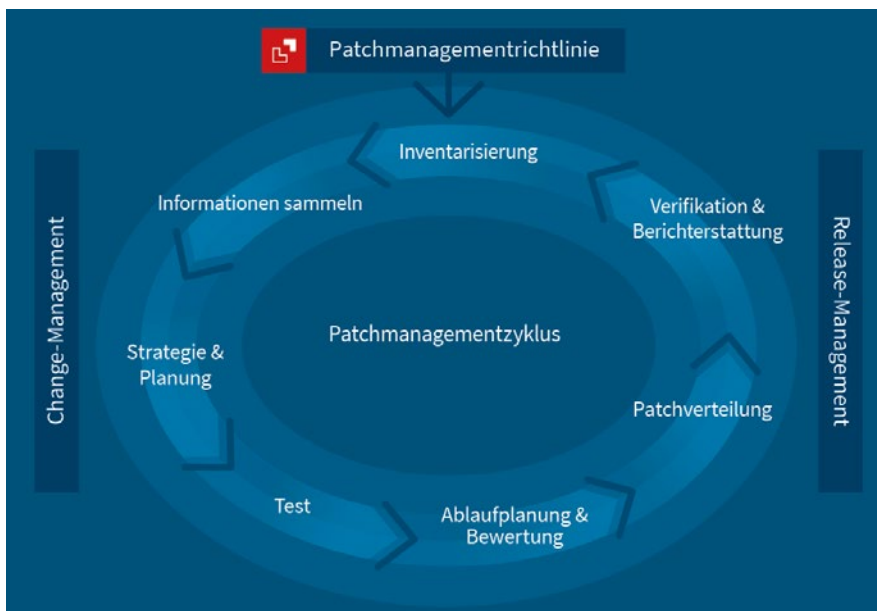 Patchmanagementrichtlinie
Inventarisierung
Informationen sammeln
Verifikation &
Berichterstattung
Change-Management
Release-Management
Patchmanagementzyklus
Strategie &
Planung
Patchverteilung
Test
Ablaufplanung &
Bewertung